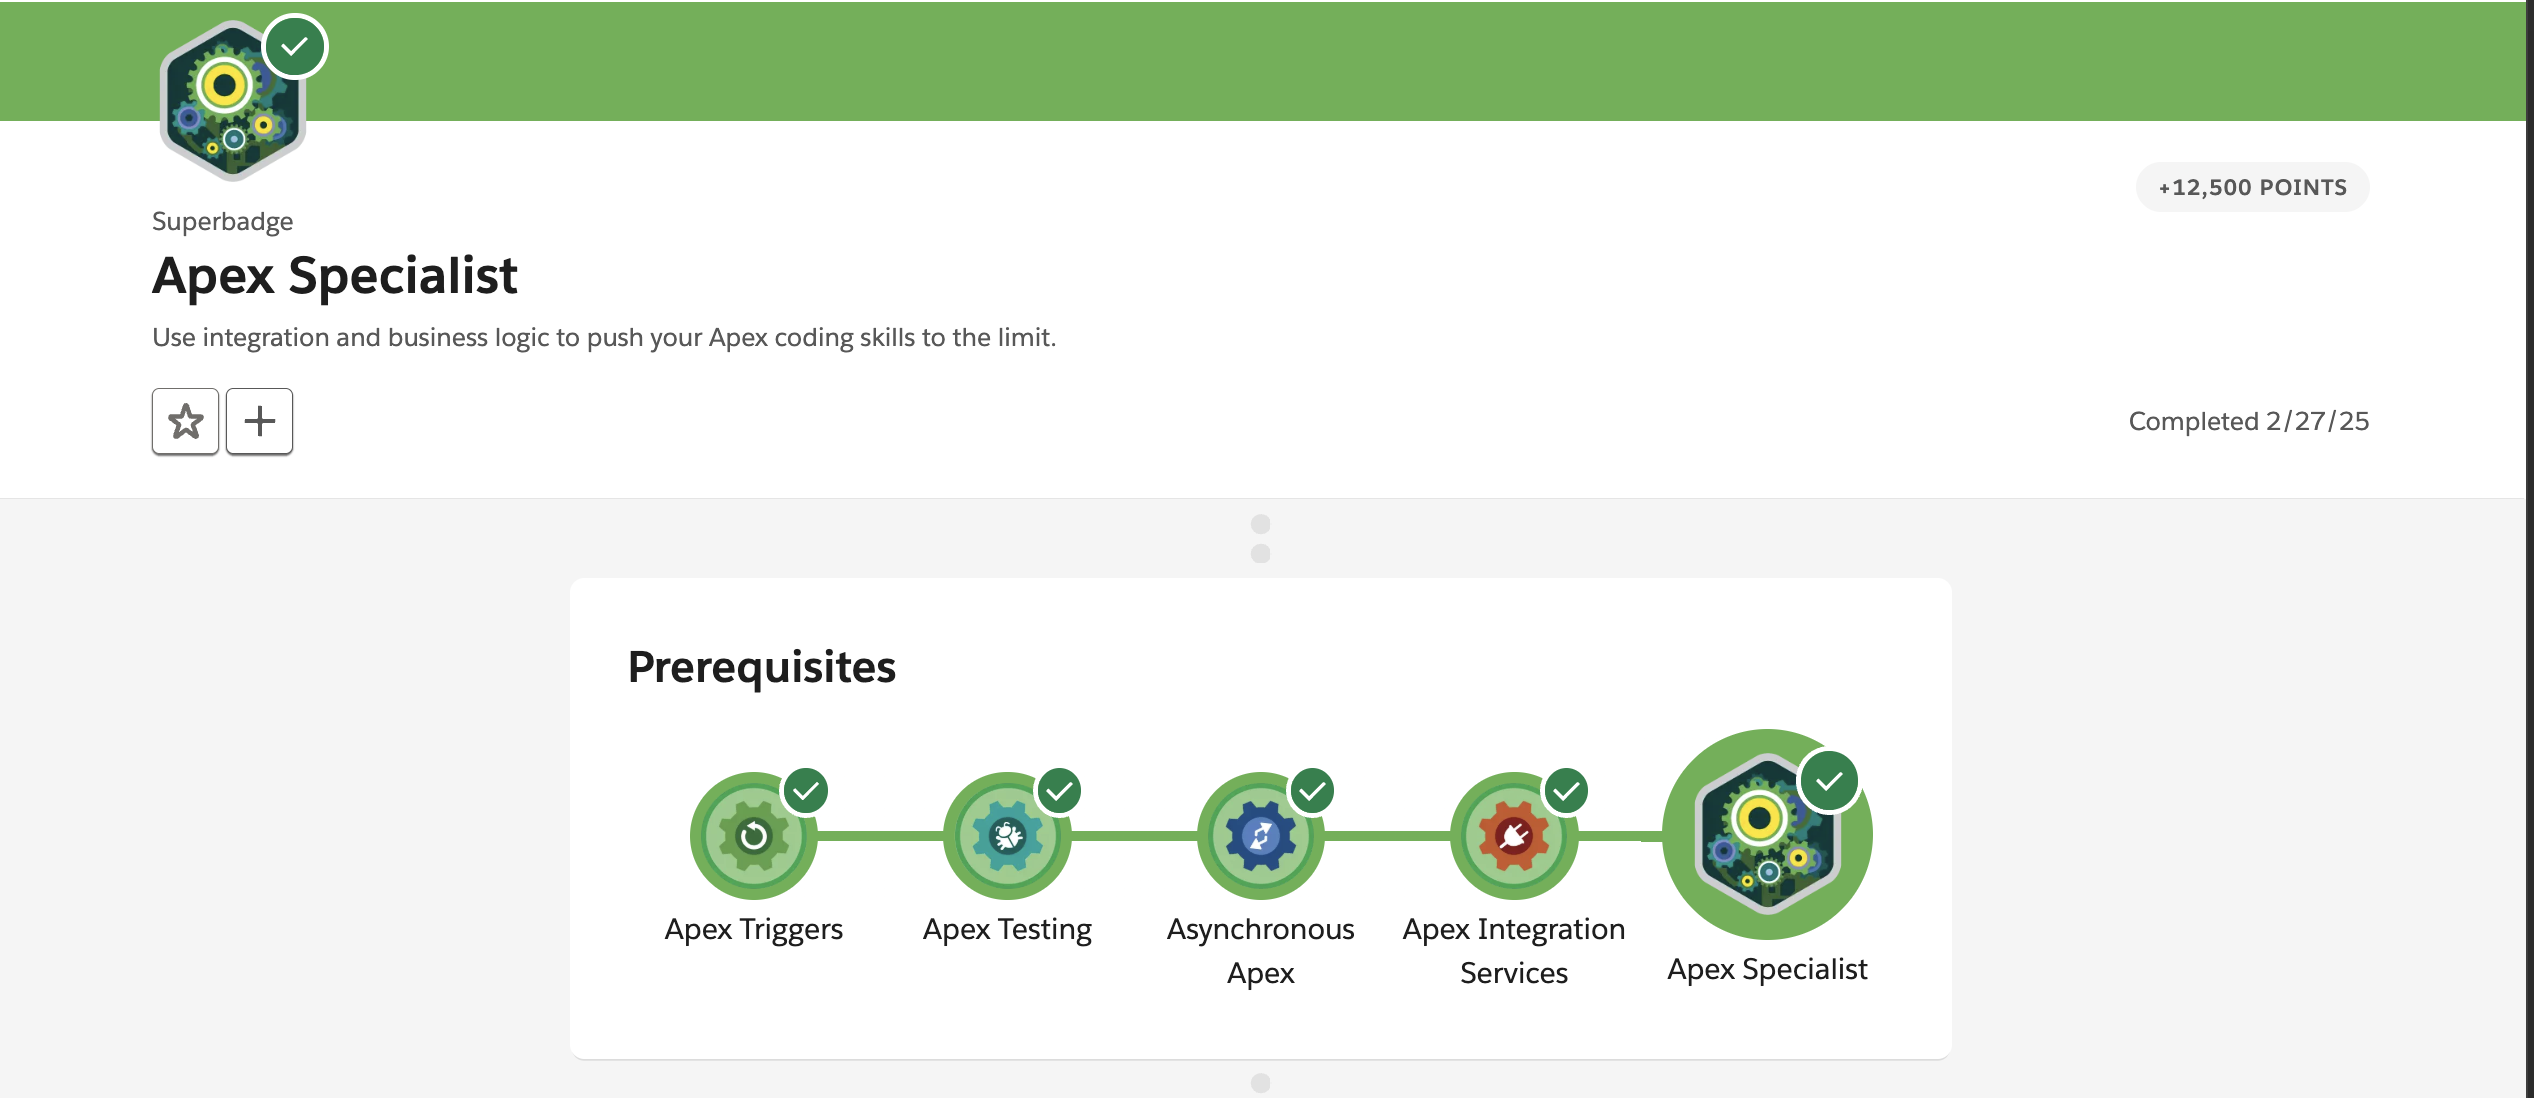 +12,500 POINTS
Superbadge
Apex Specialist
Use integration and business logic to push your Apex coding skills to the limit.
Completed 2/27/25
Prerequisites
Apex Triggers
Apex Testing
Asynchronous
Apex
Apex Integration
Services
Apex Specialist